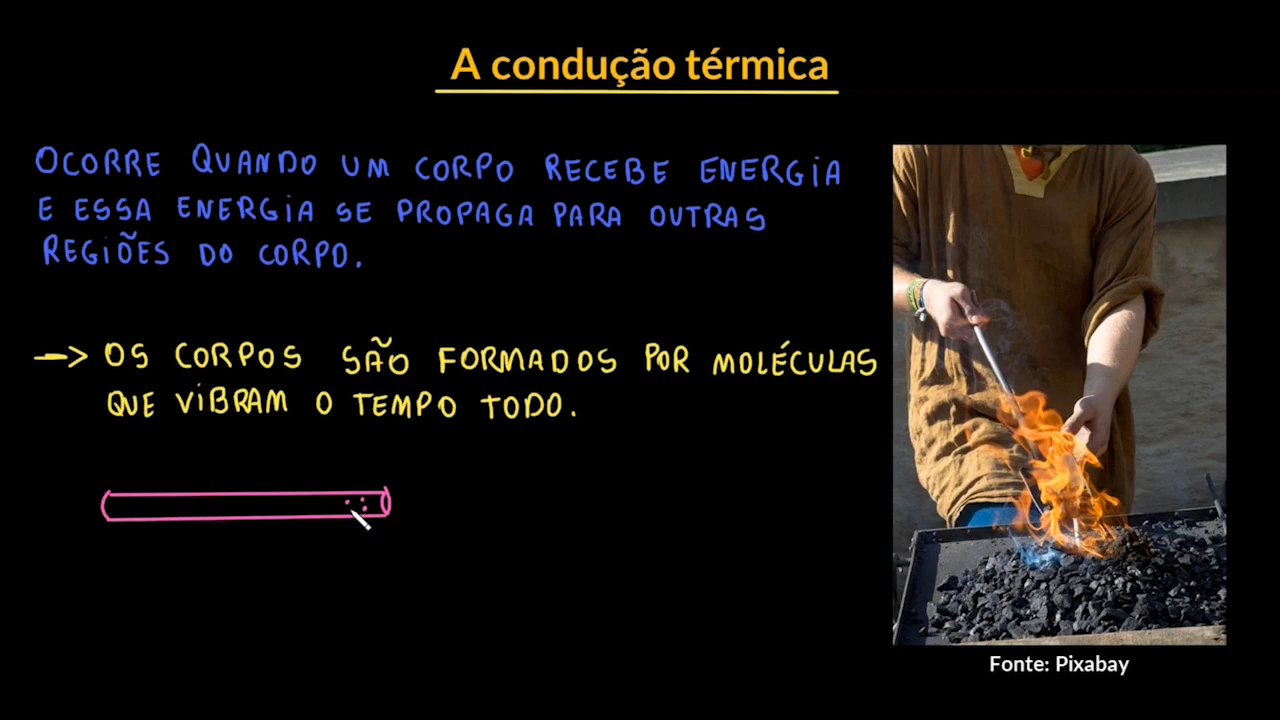 A condução térmica
OCORRE QUANDO UM CORPO RECEBE ENERGIA
E ESSA ENERGIA SE PROPAGA PARA OUTRAS
REGIÕES DO CORPO.
—> OS CORPOS SÃO FORMADOS POR MOLÉCULAS
QUE VIBRAM O TEMPO TODO.
Fonte: Pixabay